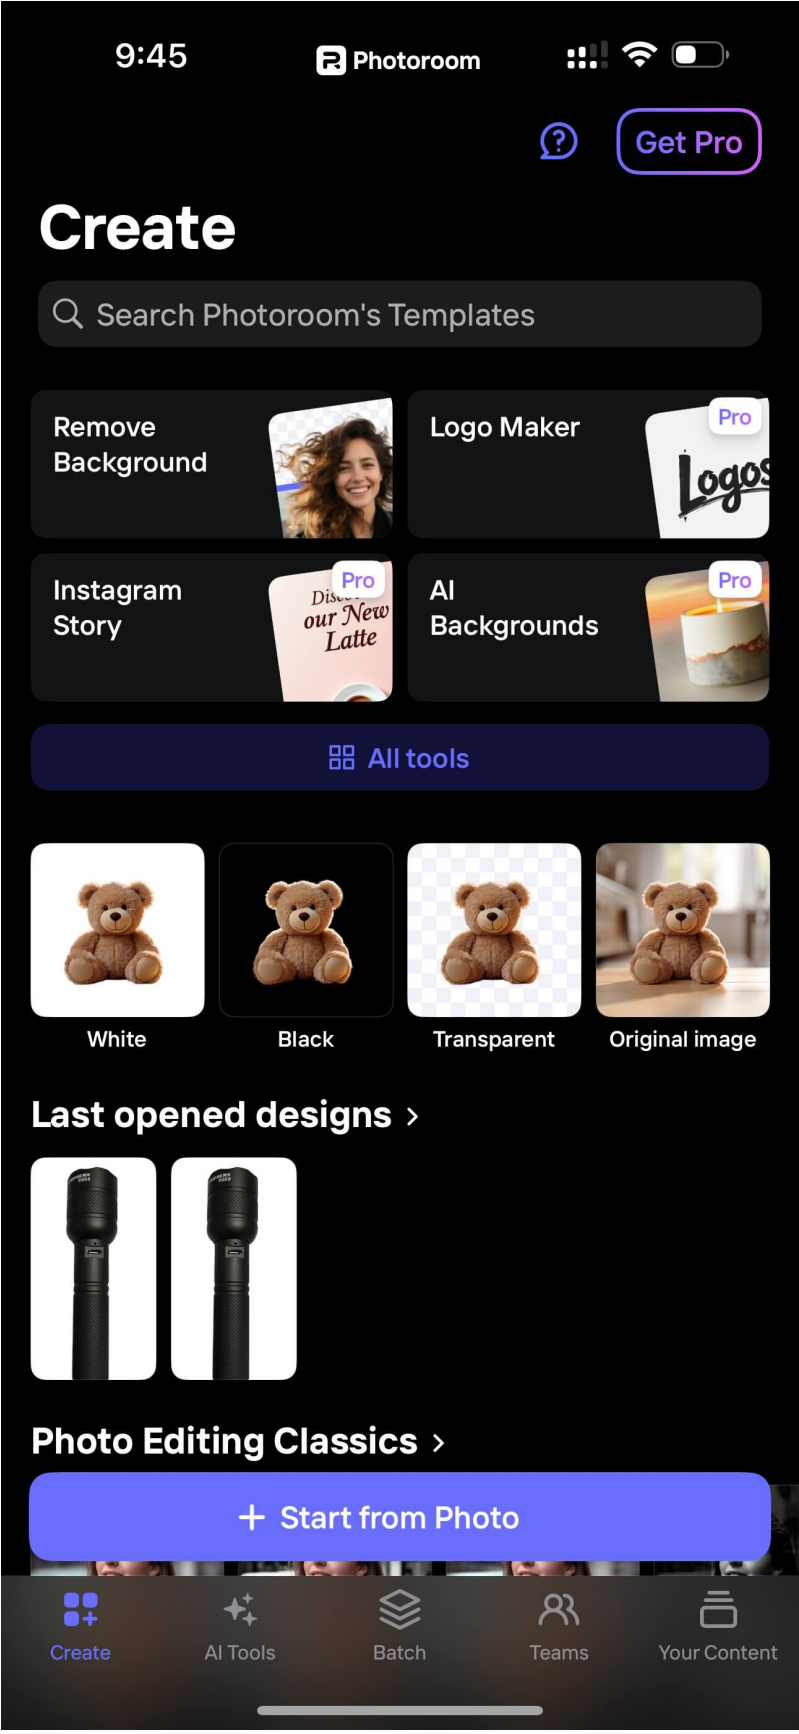 9:45
Photoroom
Get Pro
Create
Search Photoroom's Templates
Remove
Background
Logo Maker
Pro
Logos
Instagram
Story
Pro
our New
Latte
AI
Backgrounds
Pro
All tools
White
Black
Transparent
Original image
Last opened designs
Photo Editing Classics
Start from Photo
Create
AI Tools
Batch
Teams
Your Content